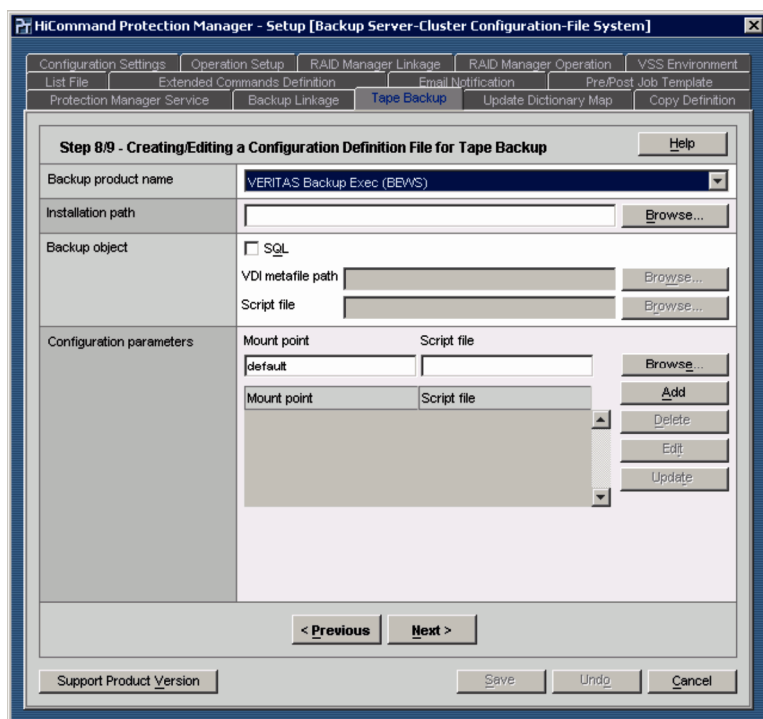 HiCommand Protection Manager - Setup [Backup Server-Cluster Configuration-File System]
Configuration Settings Operation Setup RAID Manager Linkage RAID Manager Operation VSS Environment
List File Extended Commands Definition Email Notification Pre/Post Job Template
Protection Manager Service Backup Linkage Tape Backup Update Dictionary Map Copy Definition
Step 8/9 - Creating/Editing a Configuration Definition File for Tape Backup Help
Backup product name VERITAS Backup Exec (BEWS)
Installation path Browse...
Backup object SQL
VDI metafile path Browse...
Script file Browse...
Configuration parameters Mount point Script file
default Browse...
Mount point Script file Add
Delete
Edit
Update
< Previous Next >
Support Product Version Save Undo Cancel